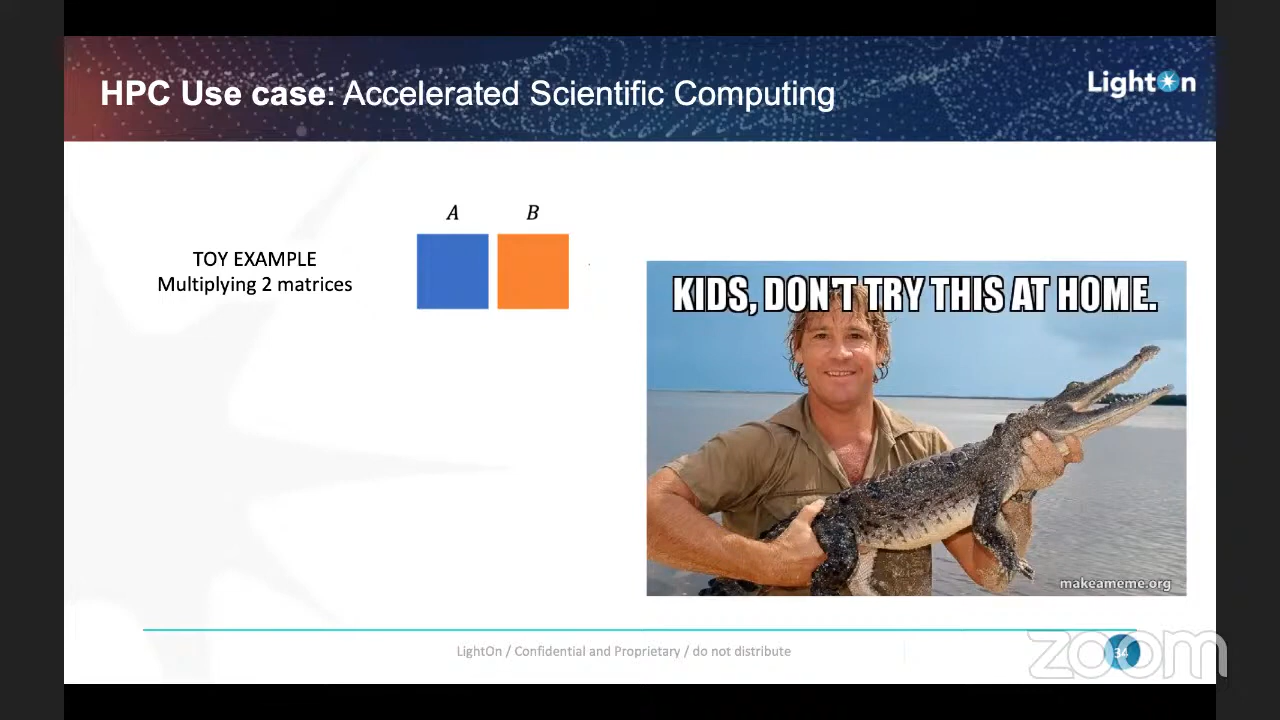 HPC Use case: Accelerated Scientific Computing
LightOn
A
B
TOY EXAMPLE
Multiplying 2 matrices
KIDS, DON'T TRY THIS AT HOME.
makeameme.org
LightOn / Confidential and Proprietary / do not distribute
34
zoom